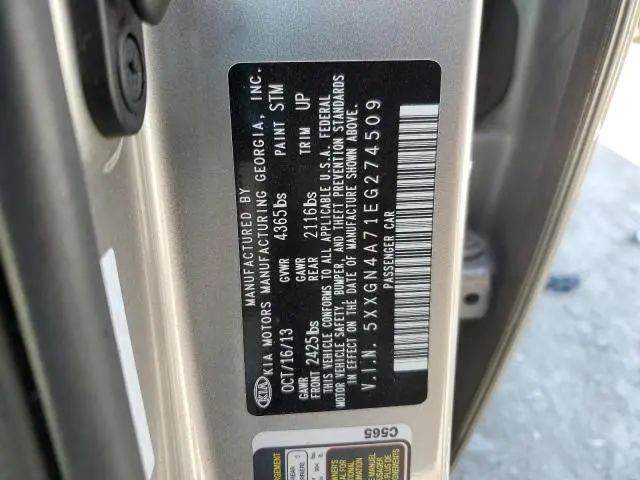 KIA
MANUFACTURED BY
KIA MOTORS MANUFACTURING GEORGIA, INC.
OCT/16/13 GVWR 4365lbs PAINT STM
GAWR FRONT 2425lbs GAWR REAR 2116lbs TRIM UP
THIS VEHICLE CONFORMS TO ALL APPLICABLE U.S.A. FEDERAL
MOTOR VEHICLE SAFETY, BUMPER, AND THEFT PREVENTION STANDARDS
IN EFFECT ON THE DATE OF MANUFACTURE SHOWN ABOVE.
V.I.N. 5XXGN4A71EG274509
PASSENGER CAR
C565